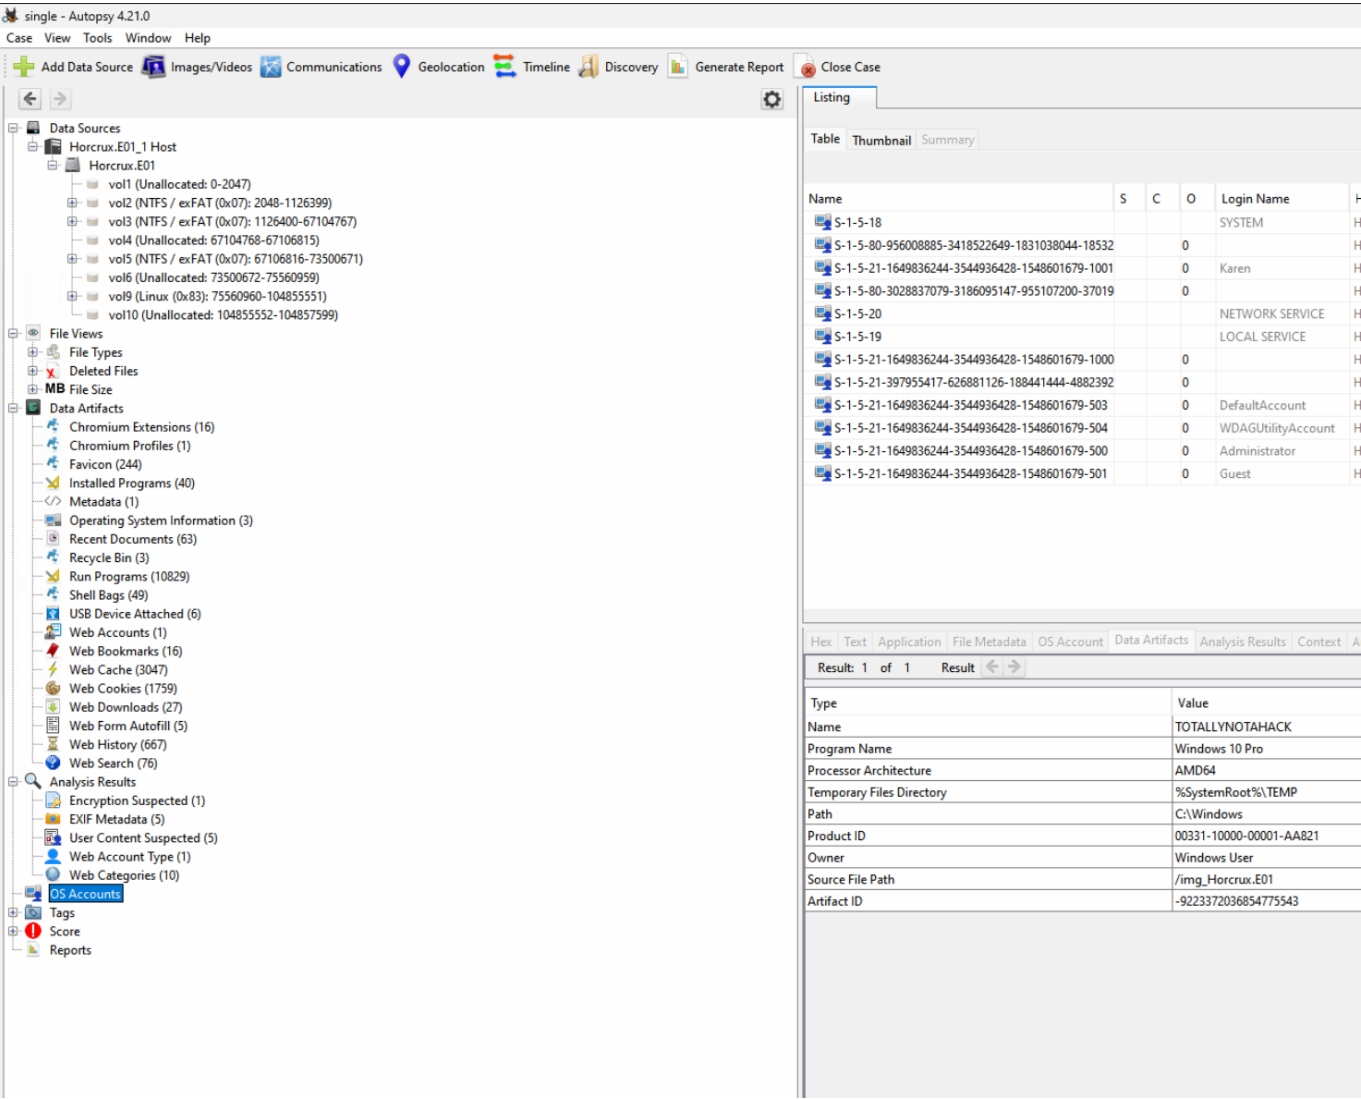 single - Autopsy 4.21.0
Case View Tools Window Help
Add Data Source Images/Videos Communications Geolocation Timeline Discovery Generate Report Close Case
Data Sources
Horcrux.E01_1 Host
Horcrux.E01
vol1 (Unallocated: 0-2047)
vol2 (NTFS / exFAT (0x07): 2048-1126399)
vol3 (NTFS / exFAT (0x07): 1126400-67104767)
vol4 (Unallocated: 67104768-67106815)
vol5 (NTFS / exFAT (0x07): 67106816-73500671)
vol6 (Unallocated: 73500672-75560959)
vol9 (Linux (0x83): 75560960-104855551)
vol10 (Unallocated: 104855552-104857599)
File Views
File Types
Deleted Files
MB File Size
Data Artifacts
Chromium Extensions (16)
Chromium Profiles (1)
Favicon (244)
Installed Programs (40)
Metadata (1)
Operating System Information (3)
Recent Documents (63)
Recycle Bin (3)
Run Programs (10829)
Shell Bags (49)
USB Device Attached (6)
Web Accounts (1)
Web Bookmarks (16)
Web Cache (3047)
Web Cookies (1759)
Web Downloads (27)
Web Form Autofill (5)
Web History (667)
Web Search (76)
Analysis Results
Encryption Suspected (1)
EXIF Metadata (5)
User Content Suspected (5)
Web Account Type (1)
Web Categories (10)
OS Accounts
Tags
Score
Reports
Listing
Table Thumbnail Summary
Name S C O Login Name H
S-1-5-18 SYSTEM H
S-1-5-80-956008885-3418522649-1831038044-18532 0 H
S-1-5-21-1649836244-3544936428-1548601679-1001 0 Karen H
S-1-5-80-3028837079-3186095147-955107200-37019 0 H
S-1-5-20 NETWORK SERVICE H
S-1-5-19 LOCAL SERVICE H
S-1-5-21-1649836244-3544936428-1548601679-1000 0 H
S-1-5-21-397955417-626881126-188441444-4882392 0 H
S-1-5-21-1649836244-3544936428-1548601679-503 0 DefaultAccount H
S-1-5-21-1649836244-3544936428-1548601679-504 0 WDAGUtilityAccount H
S-1-5-21-1649836244-3544936428-1548601679-500 0 Administrator H
S-1-5-21-1649836244-3544936428-1548601679-501 0 Guest H
Hex Text Application File Metadata OS Account Data Artifacts Analysis Results Context A
Result: 1 of 1 Result
Type Value
Name TOTALLYNOTAHACK
Program Name Windows 10 Pro
Processor Architecture AMD64
Temporary Files Directory %SystemRoot%\TEMP
Path C:\Windows
Product ID 00331-10000-00001-AA821
Owner Windows User
Source File Path /img_Horcrux.E01
Artifact ID -9223372036854775543